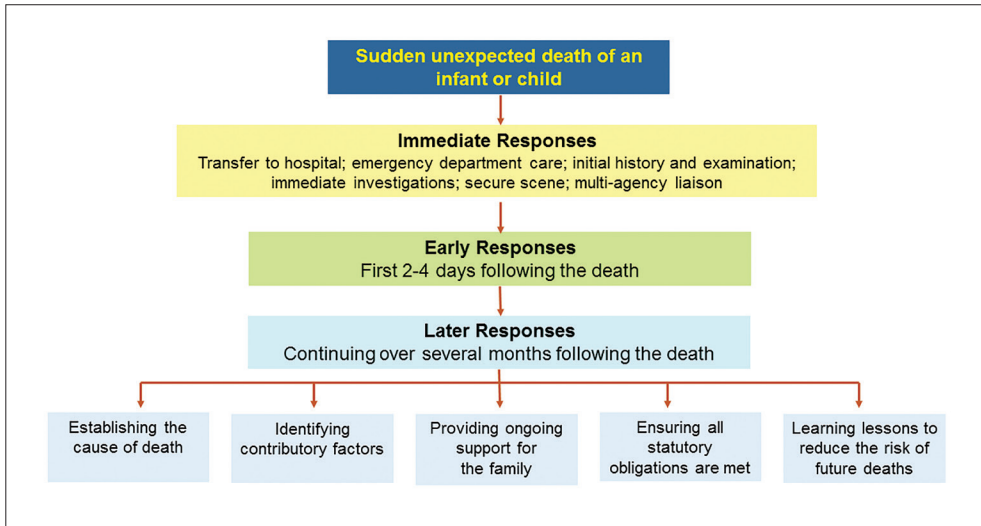 Sudden unexpected death of an
infant or child
Immediate Responses
Transfer to hospital; emergency department care; initial history and examination;
immediate investigations; secure scene; multi-agency liaison
Early Responses
First 2-4 days following the death
Later Responses
Continuing over several months following the death
Establishing the
cause of death
Identifying
contributory factors
Providing ongoing
support for
the family
Ensuring all
statutory
obligations are met
Learning lessons to
reduce the risk of
future deaths